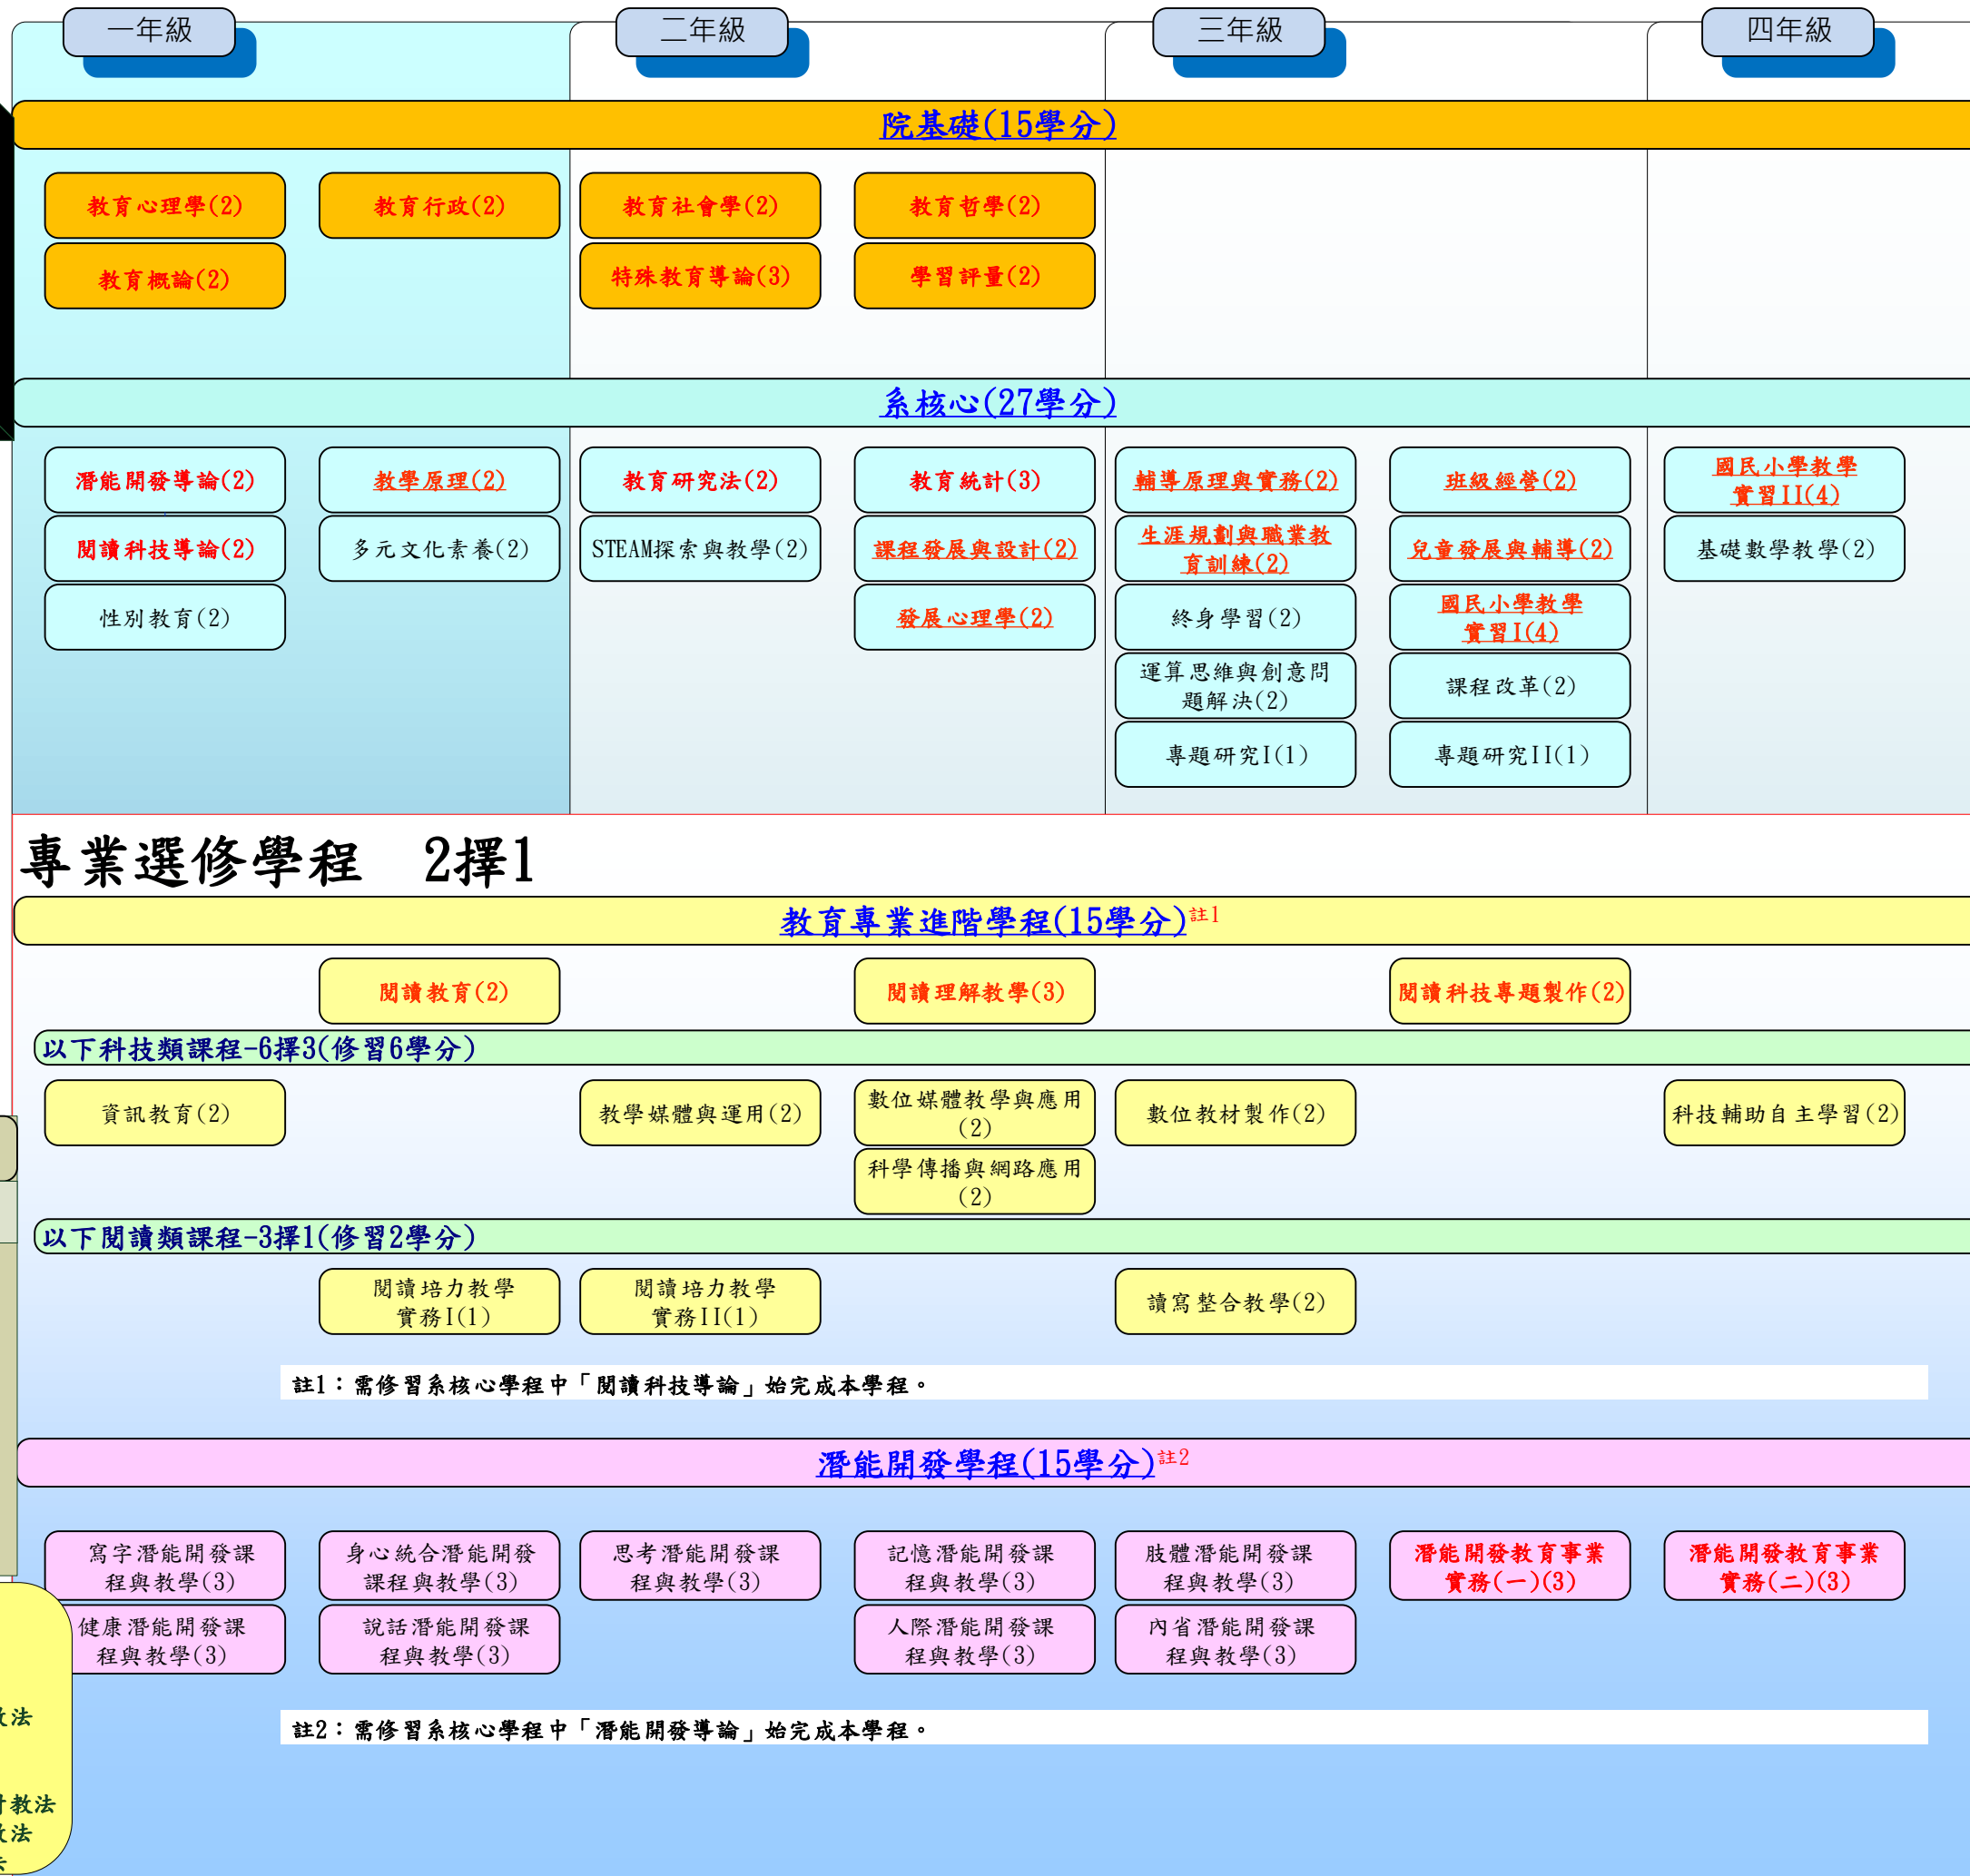 一年級
二年級
三年級
四年級
院基礎(15學分)
教育心理學(2)
教育行政(2)
教育社會學(2)
教育哲學(2)
教育概論(2)
特殊教育導論(3)
學習評量(2)
系核心(27學分)
潛能開發導論(2)
教學原理(2)
教育研究法(2)
教育統計(3)
輔導原理與實務(2)
班級經營(2)
國民小學教學
實習II(4)
閱讀科技導論(2)
多元文化素養(2)
STEAM探索與教學(2)
課程發展與設計(2)
生涯規劃與職業教
育訓練(2)
兒童發展與輔導(2)
基礎數學教學(2)
性別教育(2)
發展心理學(2)
終身學習(2)
國民小學教學
實習I(4)
運算思維與創意問
題解決(2)
課程改革(2)
專題研究I(1)
專題研究II(1)
專業選修學程 2擇1
教育專業進階學程(15學分)註1
閱讀教育(2)
閱讀理解教學(3)
閱讀科技專題製作(2)
以下科技類課程-6擇3(修習6學分)
資訊教育(2)
教學媒體與運用(2)
數位媒體教學與應用
(2)
數位教材製作(2)
科技輔助自主學習(2)
科學傳播與網路應用
(2)
以下閱讀類課程-3擇1(修習2學分)
閱讀培力教學
實務I(1)
閱讀培力教學
實務II(1)
讀寫整合教學(2)
註1：需修習系核心學程中「閱讀科技導論」始完成本學程。
潛能開發學程(15學分)註2
寫字潛能開發課
程與教學(3)
身心統合潛能開發
課程與教學(3)
思考潛能開發課
程與教學(3)
記憶潛能開發課
程與教學(3)
肢體潛能開發課
程與教學(3)
潛能開發教育事業
實務(一)(3)
潛能開發教育事業
實務(二)(3)
健康潛能開發課
程與教學(3)
說話潛能開發課
程與教學(3)
人際潛能開發課
程與教學(3)
內省潛能開發課
程與教學(3)
註2：需修習系核心學程中「潛能開發導論」始完成本學程。
法
教法
法